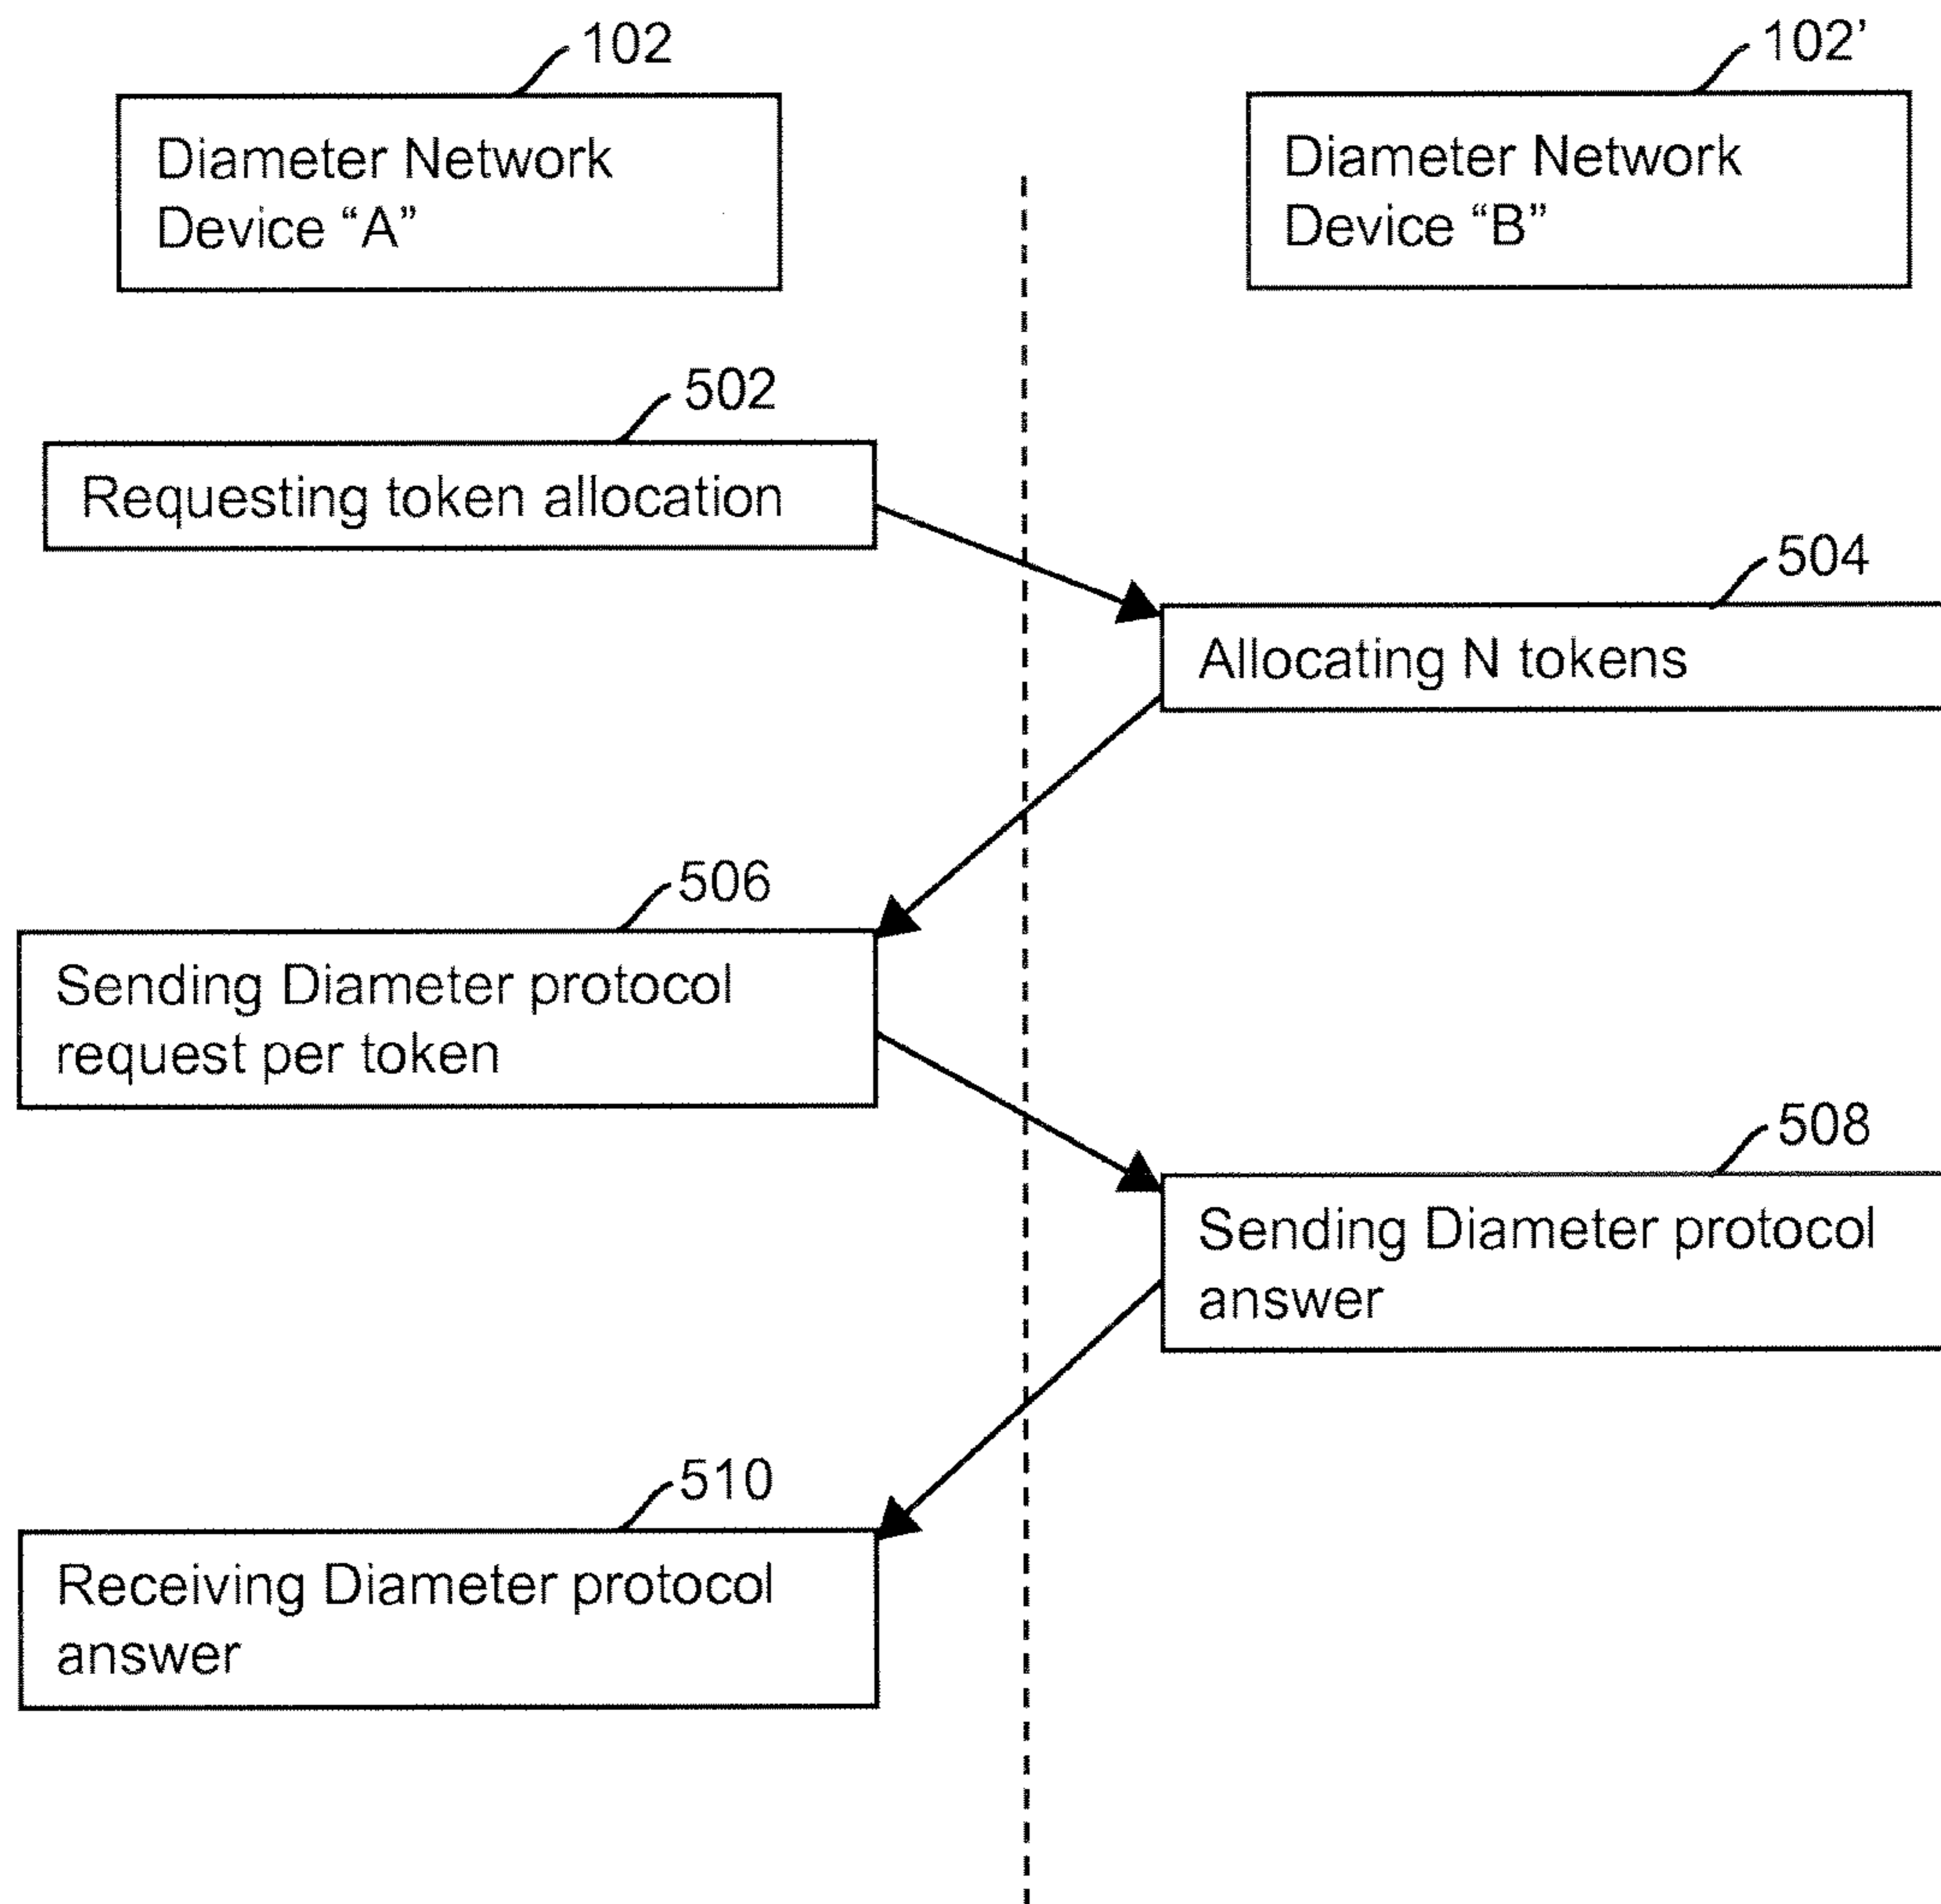 102
102’
Diameter Network
Device “A”
Diameter Network
Device “B”
502
Requesting token allocation
504
Allocating N tokens
506
Sending Diameter protocol
request per token
508
Sending Diameter protocol
answer
510
Receiving Diameter protocol
answer